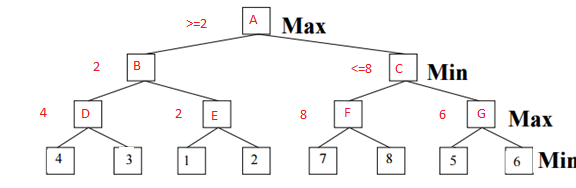 >=2 A Max
2 B <=8 C Min
4 D 2 E 8 F 6 G Max
4 3 1 2 7 8 5 6 Min